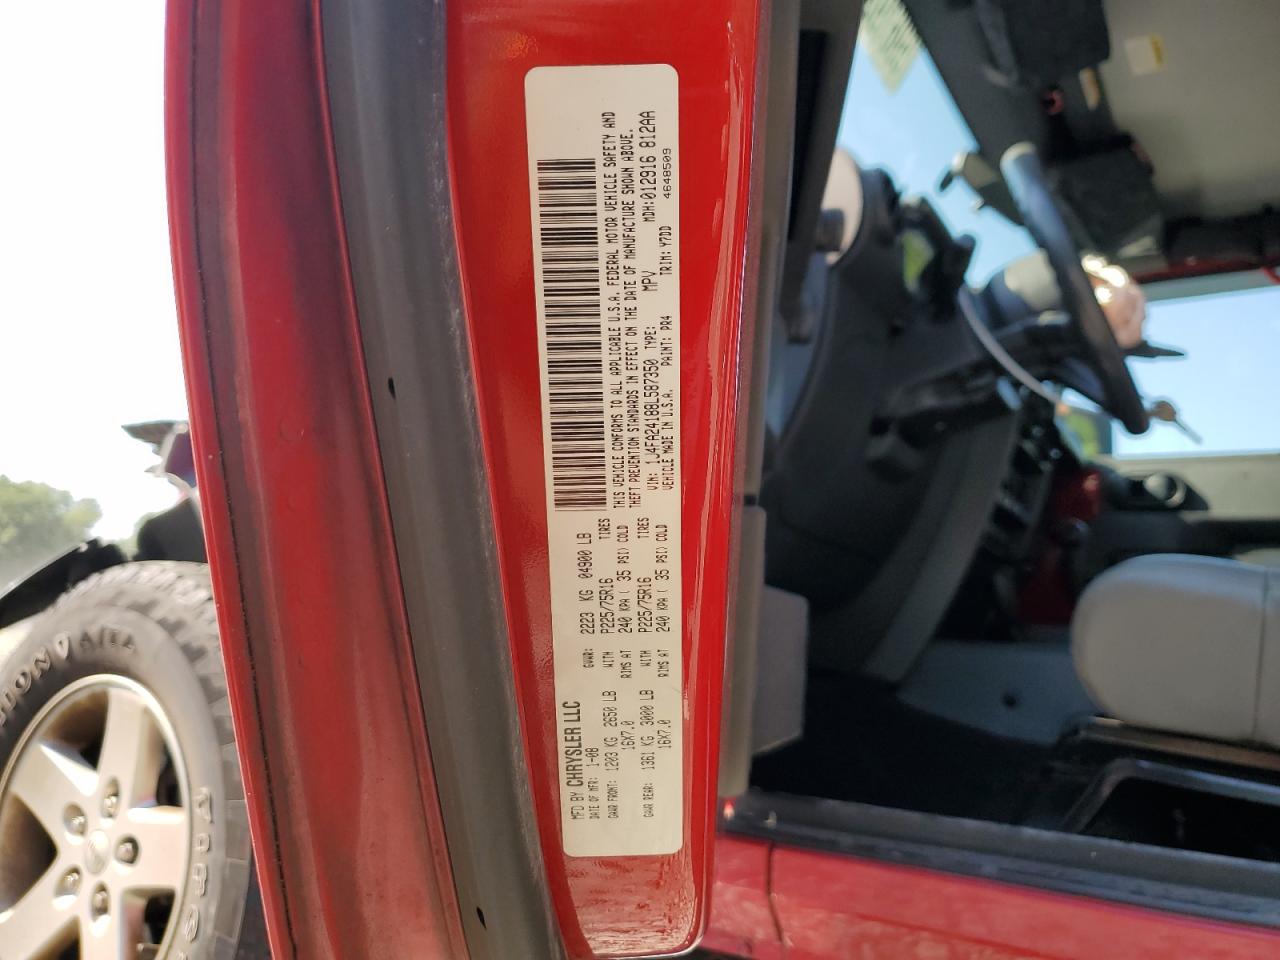 MFD BY CHRYSLER LLC
DATE OF MFR: 1-08 GVWR: 2223 KG 04900 LB
GAWR FRONT: 1203 KG 2650 LB WITH P225/75R16 TIRES
16X7.0 RIMS AT 240 KPA ( 35 PSI) COLD
GAWR REAR: 1361 KG 3000 LB WITH P225/75R16 TIRES
16X7.0 RIMS AT 240 KPA ( 35 PSI) COLD
THIS VEHICLE CONFORMS TO ALL APPLICABLE U.S.A. FEDERAL MOTOR VEHICLE SAFETY AND
THEFT PREVENTION STANDARDS IN EFFECT ON THE DATE OF MANUFACTURE SHOWN ABOVE.
VIN: 1J4FA24188L587350 TYPE: MPV MDH:012916 812AA
VEHICLE MADE IN U.S.A. PAINT: PR4 TRIM: Y7DD 4648509
A/TA